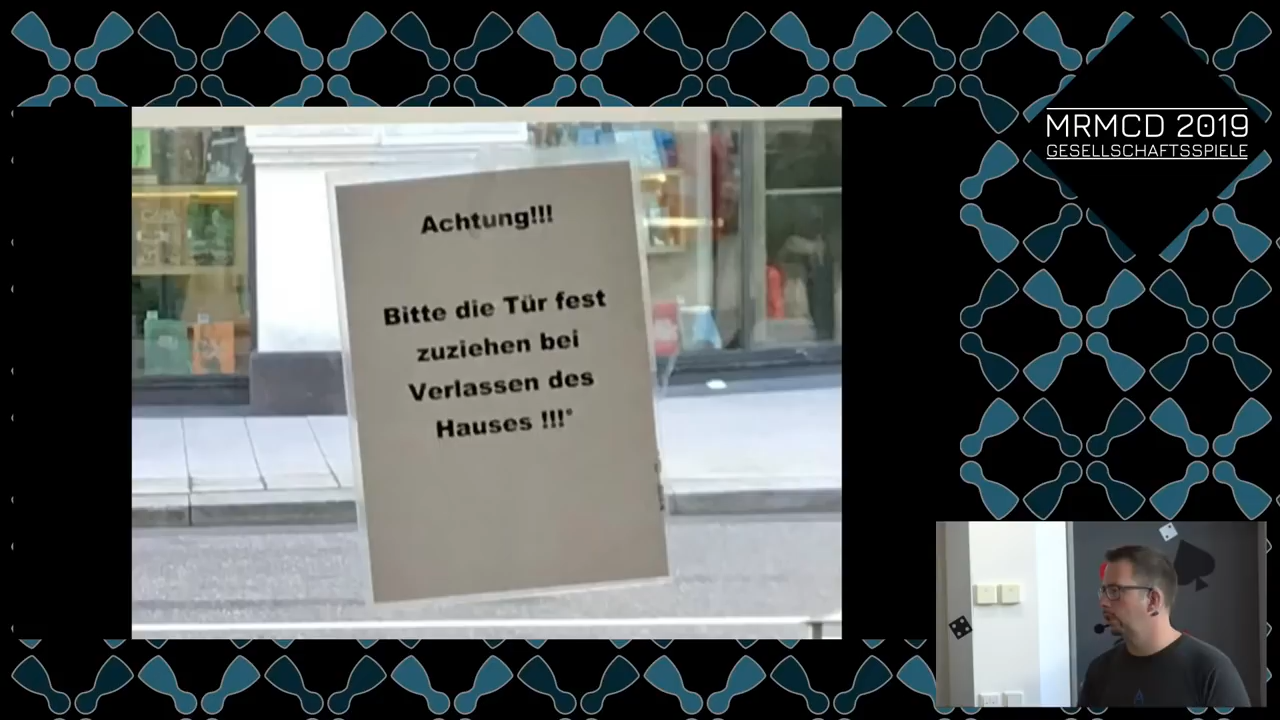 MRMCD 2019
GESELLSCHAFTSSPIELE
Achtung!!!
Bitte die Tür fest
zuziehen bei
Verlassen des
Hauses !!!